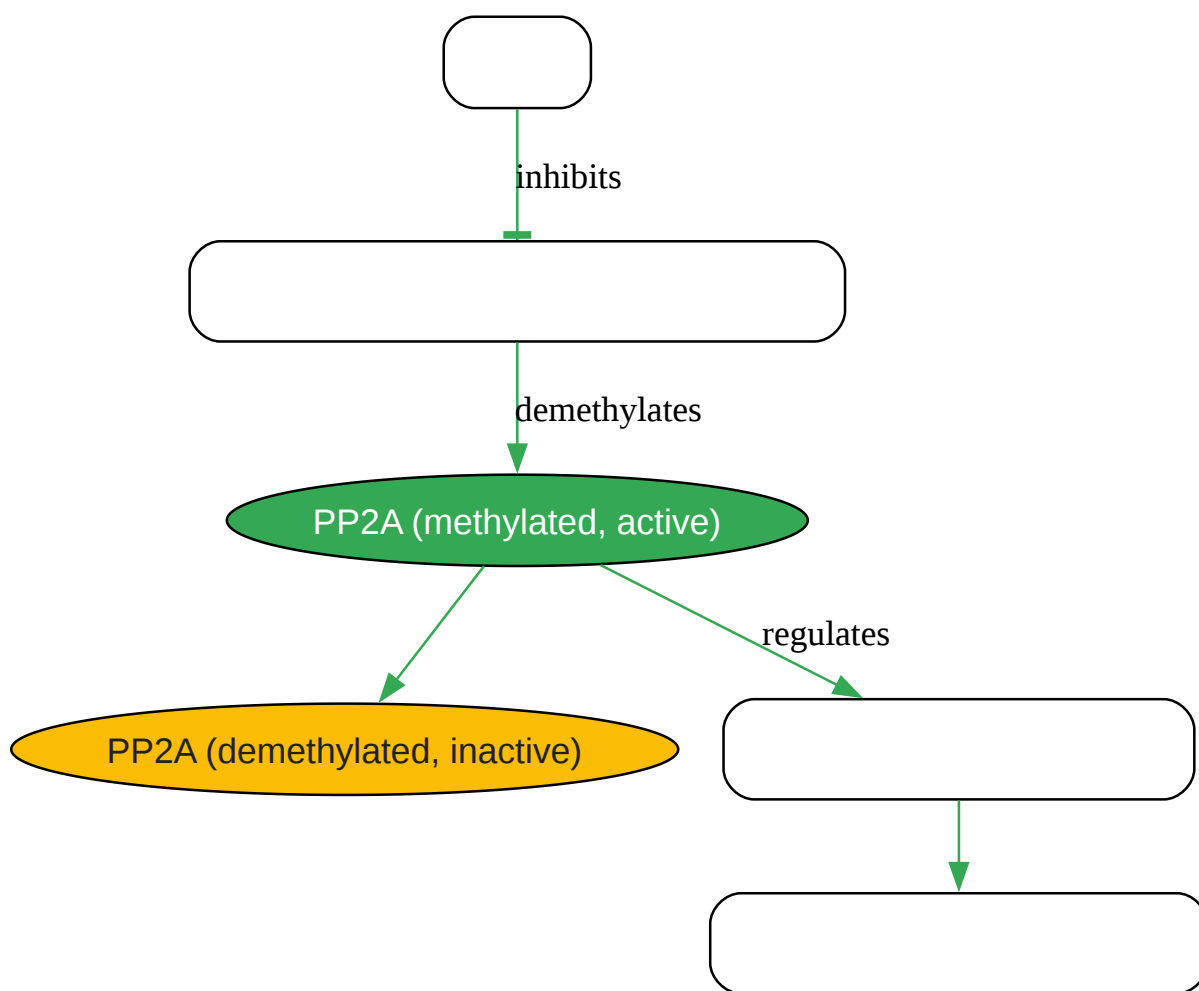 inhibits
demethylates
PP2A (methylated, active)
regulates
PP2A (demethylated, inactive)